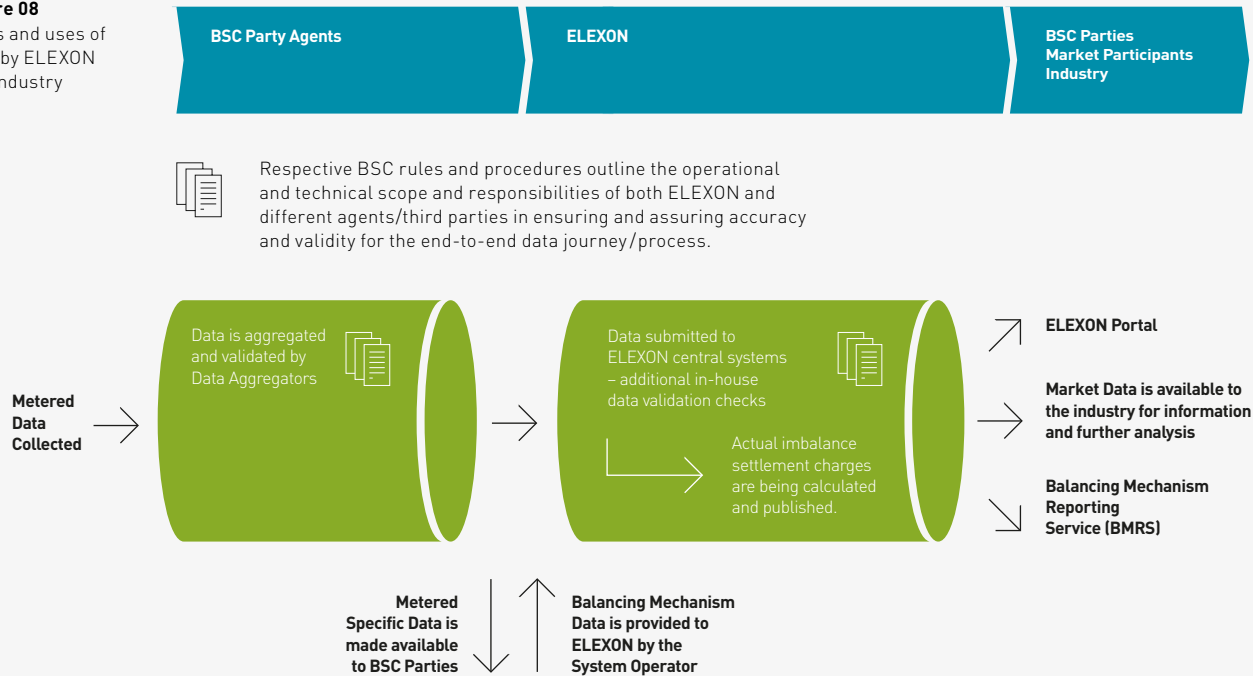 re 08
s and uses of
by ELEXON
ndustry
BSC Party Agents
ELEXON
BSC Parties
Market Participants
Industry
Respective BSC rules and procedures outline the operational
and technical scope and responsibilities of both ELEXON and
different agents/third parties in ensuring and assuring accuracy
and validity for the end-to-end data journey/process.
Metered
Data
Collected
Data is aggregated
and validated by
Data Aggregators
Data submitted to
ELEXON central systems
– additional in-house
data validation checks
Actual imbalance
settlement charges
are being calculated
and published.
ELEXON Portal
Market Data is available to
the industry for information
and further analysis
Balancing Mechanism
Reporting
Service (BMRS)
Metered
Specific Data is
made available
to BSC Parties
Balancing Mechanism
Data is provided to
ELEXON by the
System Operator